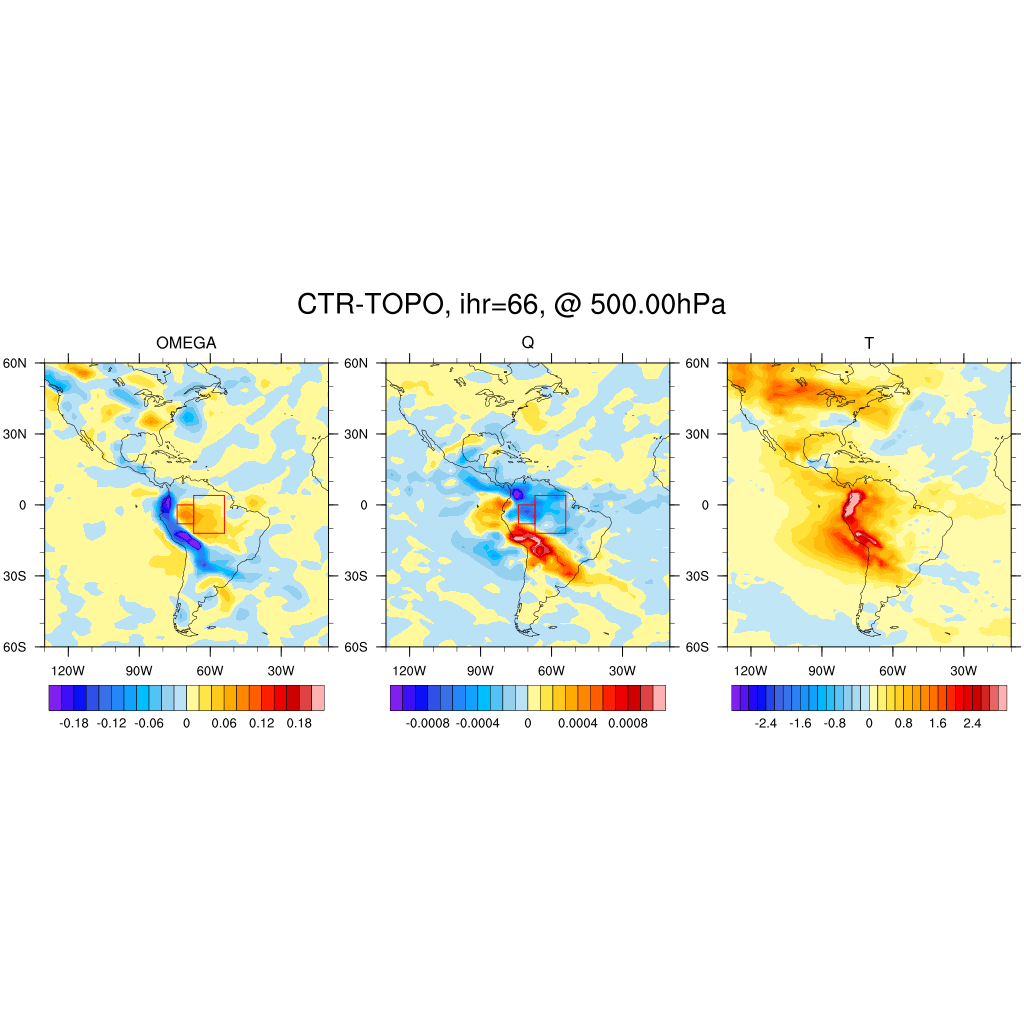 CTR-TOPO, ihr=66, @ 500.00hPa
OMEGA Q T
60N 60N 60N
30N 30N 30N
0 0 0
30S 30S 30S
60S 60S 60S
120W 90W 60W 30W 120W 90W 60W 30W 120W 90W 60W 30W
-0.18 -0.12 -0.06 0 0.06 0.12 0.18 -0.0008 -0.0004 0 0.0004 0.0008 -2.4 -1.6 -0.8 0 0.8 1.6 2.4